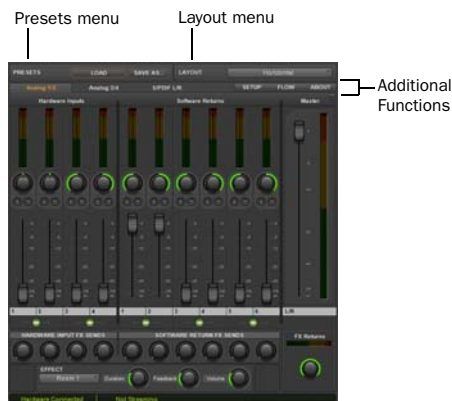 Presets menu
Layout menu
Additional
Functions
PRESETS LOAD SAVE AS... LAYOUT Horizontal
Analog 1/2 Analog 3/4 S/PDIF L/R SETUP FLOW ABOUT
Hardware Inputs Software Returns Master
1 2 3 4 1 2 3 4 5 6 L/R
HARDWARE INPUT FX SENDS SOFTWARE RETURN FX SENDS FX Returns
EFFECT
Room 1 Duration Feedback Volume
Hardware Connected Not Streaming